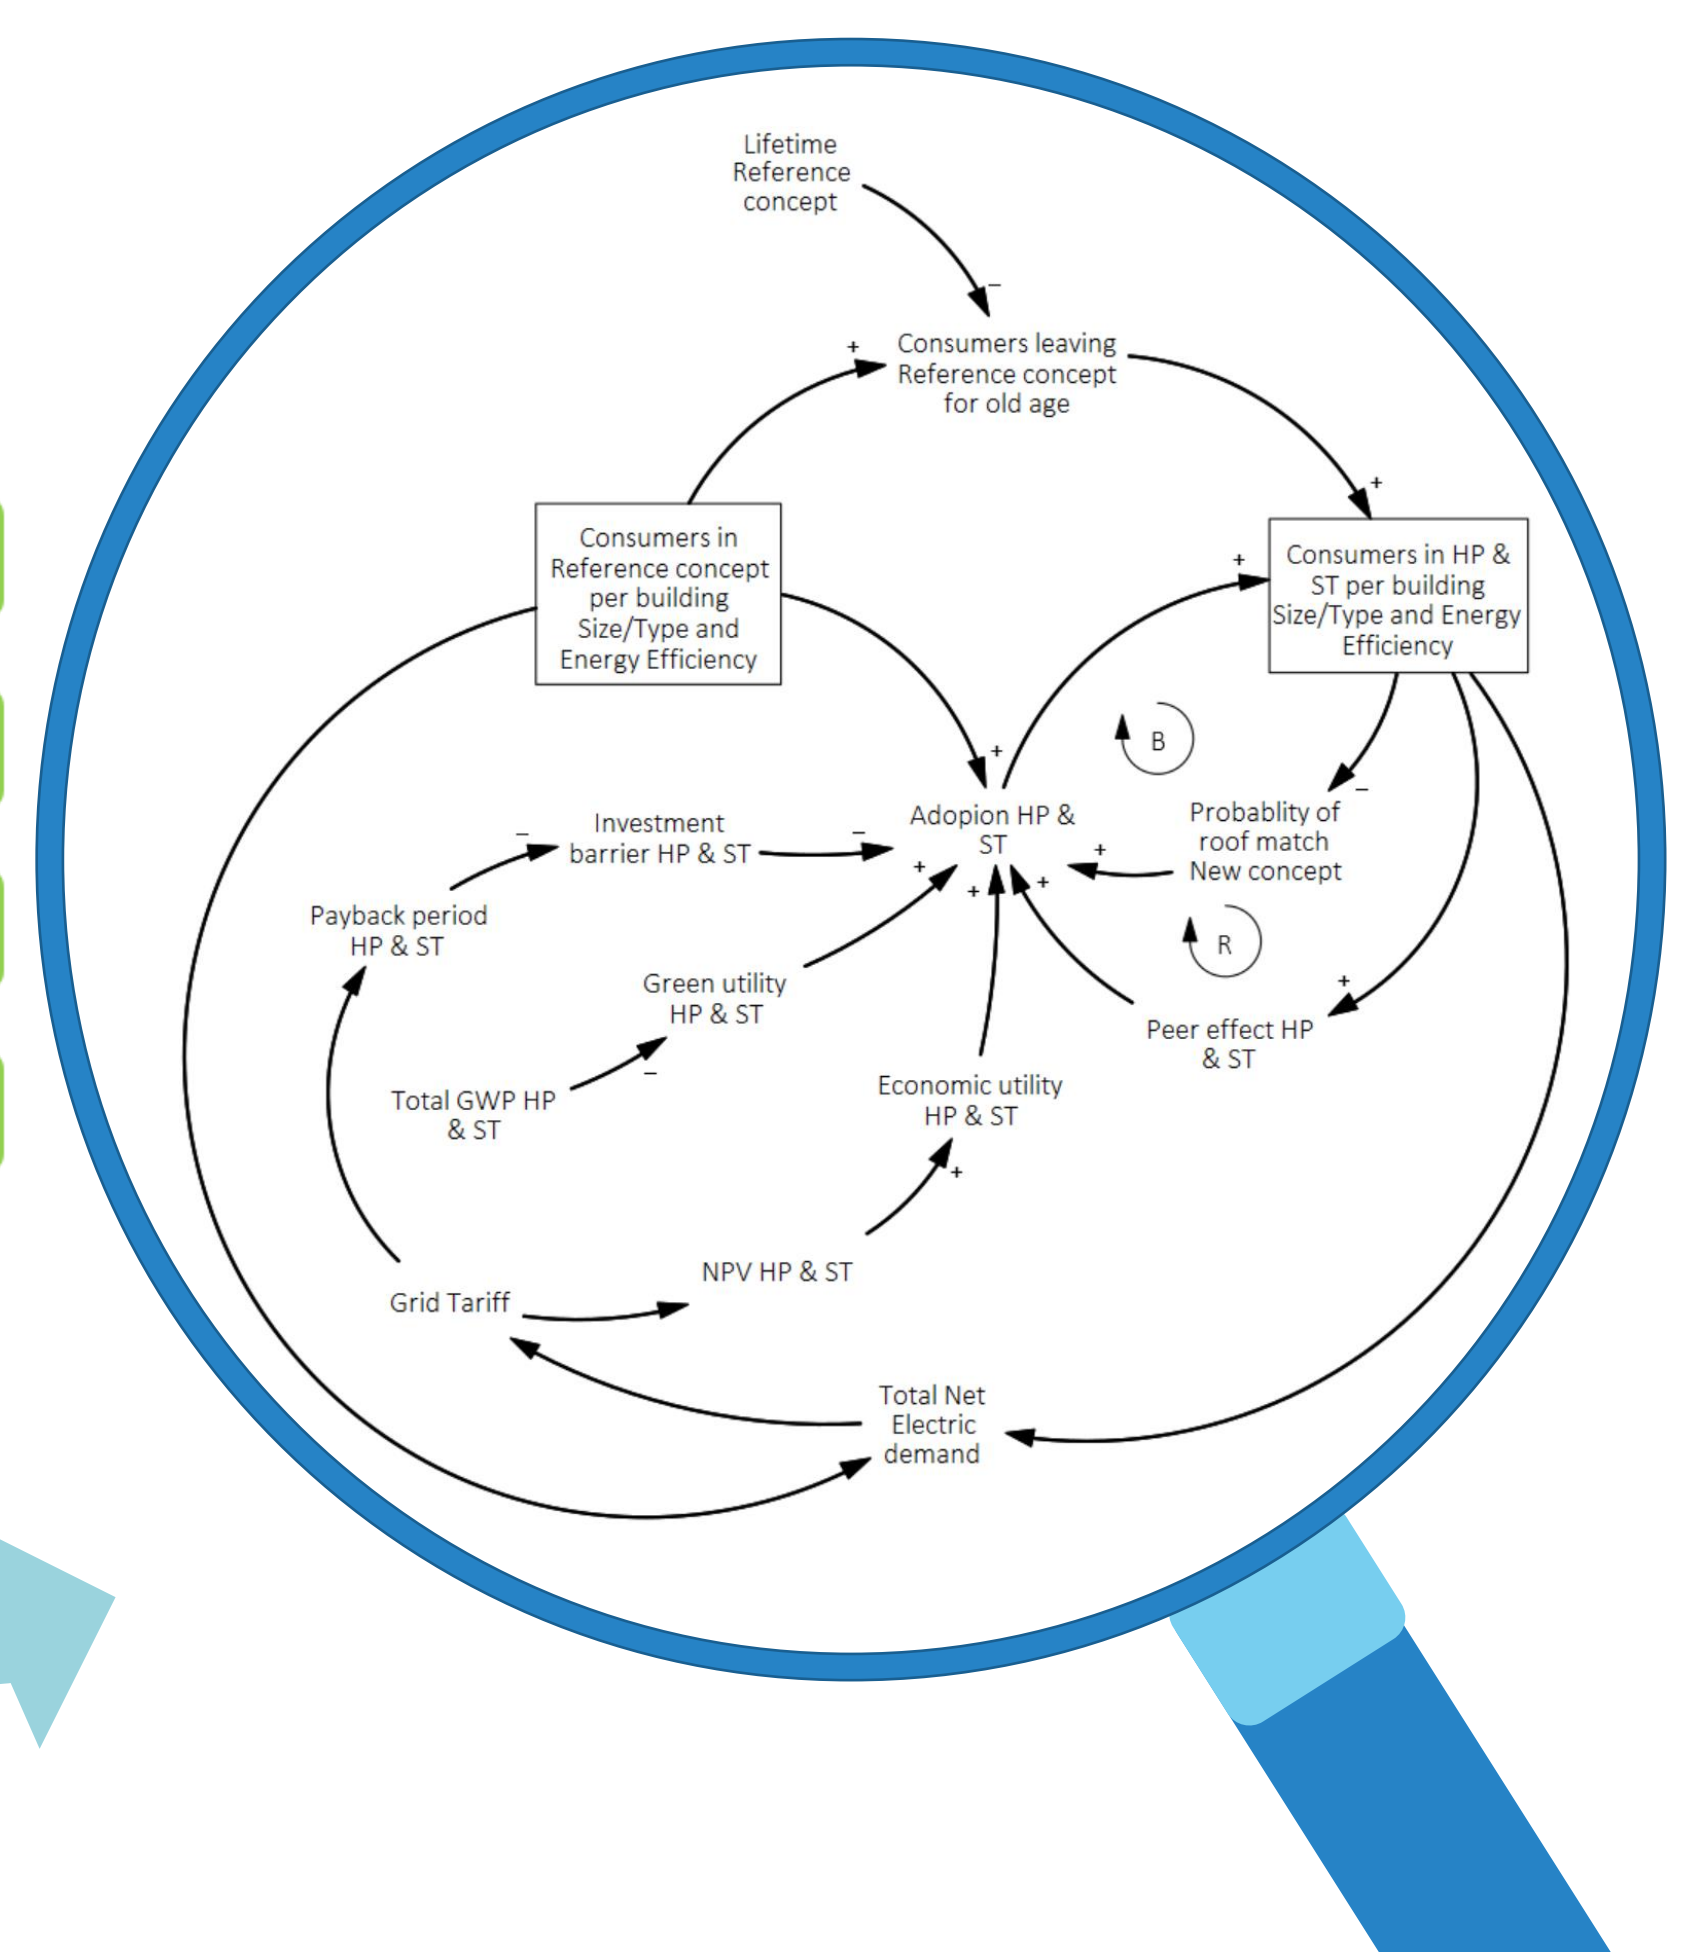 Lifetime
Reference
concept
–
+
Consumers leaving
Reference concept
for old age
+
Consumers in
Reference concept
per building
Size/Type and
Energy Efficiency
+
Consumers in HP &
ST per building
Size/Type and Energy
Efficiency
+
B
–
Investment
barrier HP & ST
–
–
Adopion HP &
ST
Probablity of
roof match
New concept
+
+
+
+
Payback period
HP & ST
R
Green utility
HP & ST
+
Peer effect HP
& ST
–
Total GWP HP
& ST
Economic utility
HP & ST
+
NPV HP & ST
Grid Tariff
Total Net
Electric
demand